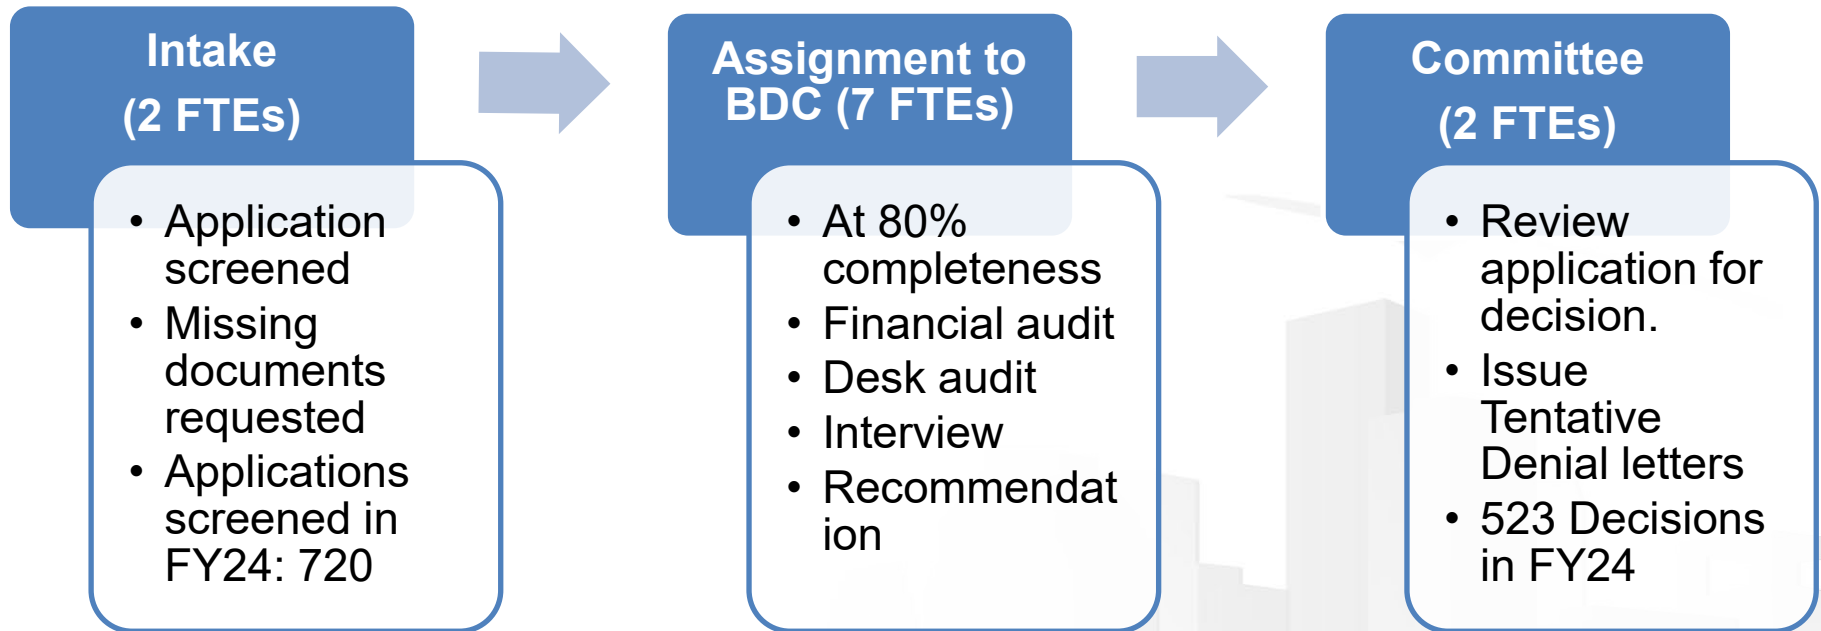 Intake
(2 FTEs)
• Application
screened
• Missing
documents
requested
• Applications
screened in
FY24: 720
Assignment to
BDC (7 FTEs)
• At 80%
completeness
• Financial audit
• Desk audit
• Interview
• Recommendat
ion
Committee
(2 FTEs)
• Review
application for
decision.
• Issue
Tentative
Denial letters
• 523 Decisions
in FY24